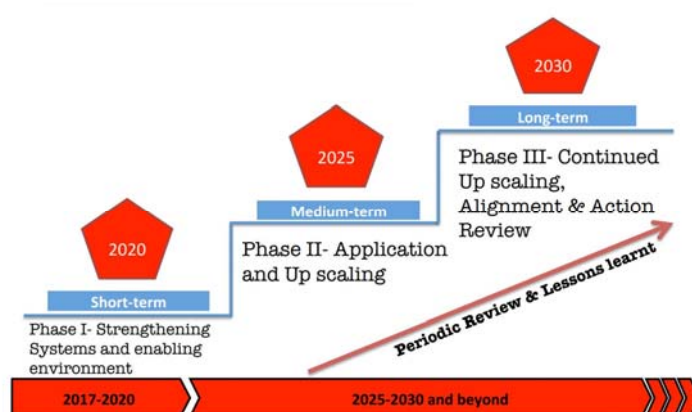 2030
Long-term
Phase III- Continued
Up scaling,
Alignment & Action
Review
2025
Medium-term
Phase II- Application
and Up scaling
2020
Short-term
Phase I- Strengthening
Systems and enabling
environment
Periodic Review & Lessons learnt
2017-2020
2025-2030 and beyond